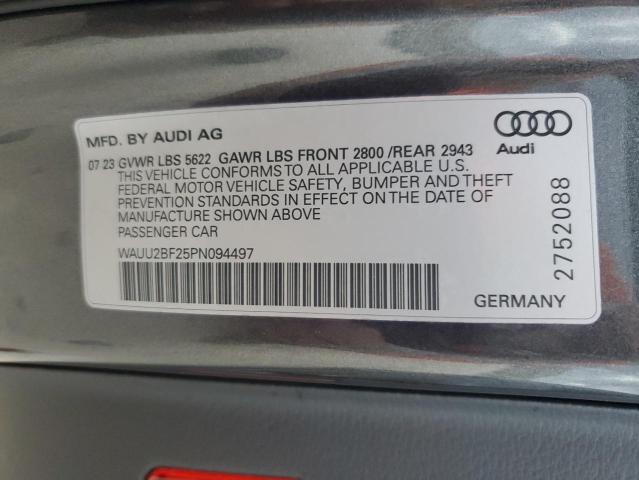 MFD. BY AUDI AG
Audi
07 23 GVWR LBS 5622 GAWR LBS FRONT 2800 /REAR 2943
THIS VEHICLE CONFORMS TO ALL APPLICABLE U.S.
FEDERAL MOTOR VEHICLE SAFETY, BUMPER AND THEFT
PREVENTION STANDARDS IN EFFECT ON THE DATE OF
MANUFACTURE SHOWN ABOVE
PASSENGER CAR
WAUU2BF25PN094497
2752088
GERMANY